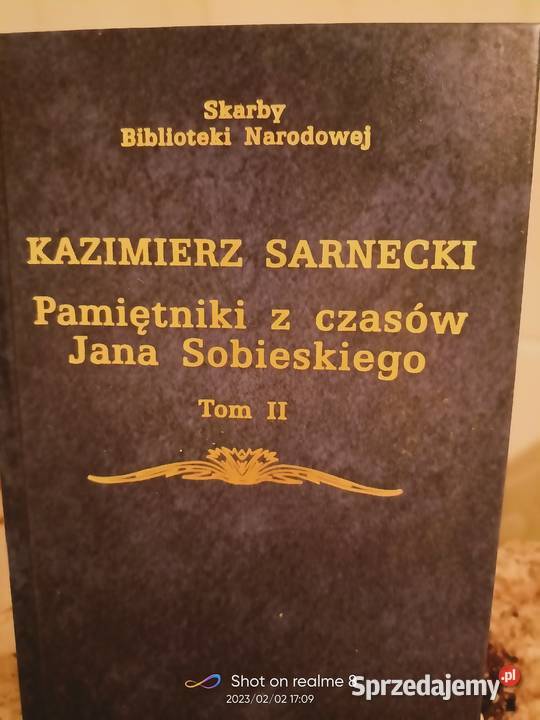 Skarby
Biblioteki Narodowej
KAZIMIERZ SARNECKI
Pamiętniki z czasów
Jana Sobieskiego
Tom II
Shot on realme 8
2023/02/02 17:09
Sprzedajemy.pl